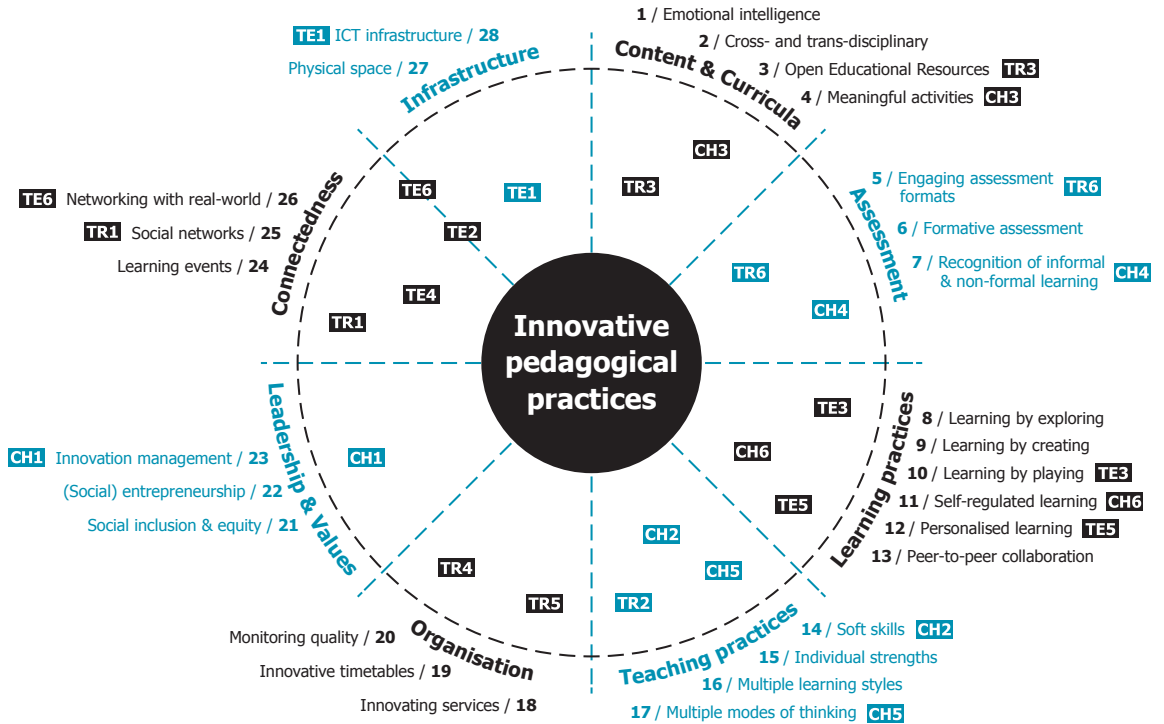 1 / Emotional intelligence
2 / Cross- and trans-disciplinary
3 / Open Educational Resources TR3
4 / Meaningful activities CH3
Content & Curricula
TE1 ICT infrastructure / 28
Physical space / 27
Infrastructure
5 / Engaging assessment
formats TR6
6 / Formative assessment
7 / Recognition of informal
& non-formal learning CH4
Assessment
TE6 Networking with real-world / 26
TR1 Social networks / 25
Learning events / 24
Connectedness
CH3
TR3
TE6
TE1
TE2
TR6
TE4
TR1
CH4
Innovative
pedagogical
practices
TE3
CH6
CH1
TE5
CH2
TR4
CH5
TR5
TR2
Learning practices
8 / Learning by exploring
9 / Learning by creating
10 / Learning by playing TE3
11 / Self-regulated learning CH6
12 / Personalised learning TE5
13 / Peer-to-peer collaboration
Leadership & Values
CH1 Innovation management / 23
(Social) entrepreneurship / 22
Social inclusion & equity / 21
Organisation
Monitoring quality / 20
Innovative timetables / 19
Innovating services / 18
Teaching practices
14 / Soft skills CH2
15 / Individual strengths
16 / Multiple learning styles
17 / Multiple modes of thinking CH5